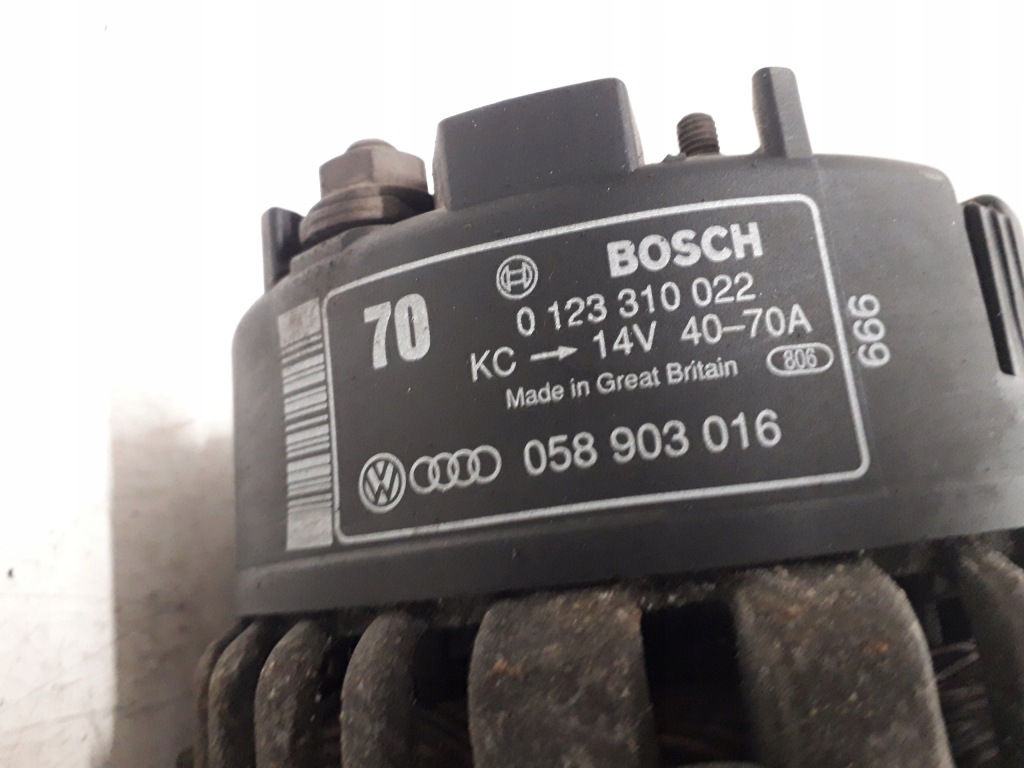 70
BOSCH
0 123 310 022
KC → 14V 40–70A
Made in Great Britain 806
058 903 016
666